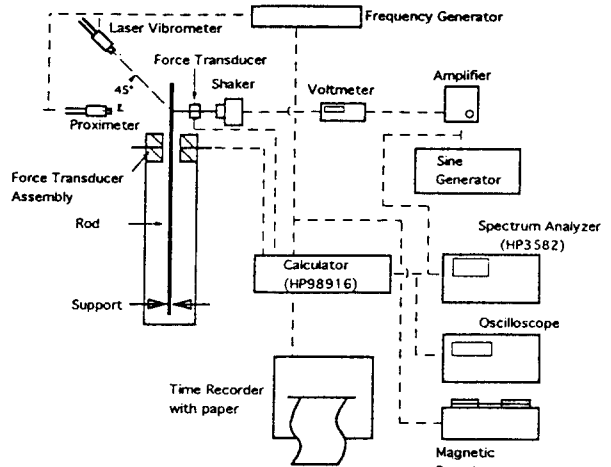 Frequency Generator
Laser Vibrometer
Force Transducer
Shaker
Voltmeter
Amplifier
45°
Proximeter
Sine
Generator
Force Transducer
Assembly
Rod
Spectrum Analyzer
(HP3582)
Calculator
(HP98916)
Support
Oscilloscope
Time Recorder
with paper
Magnetic